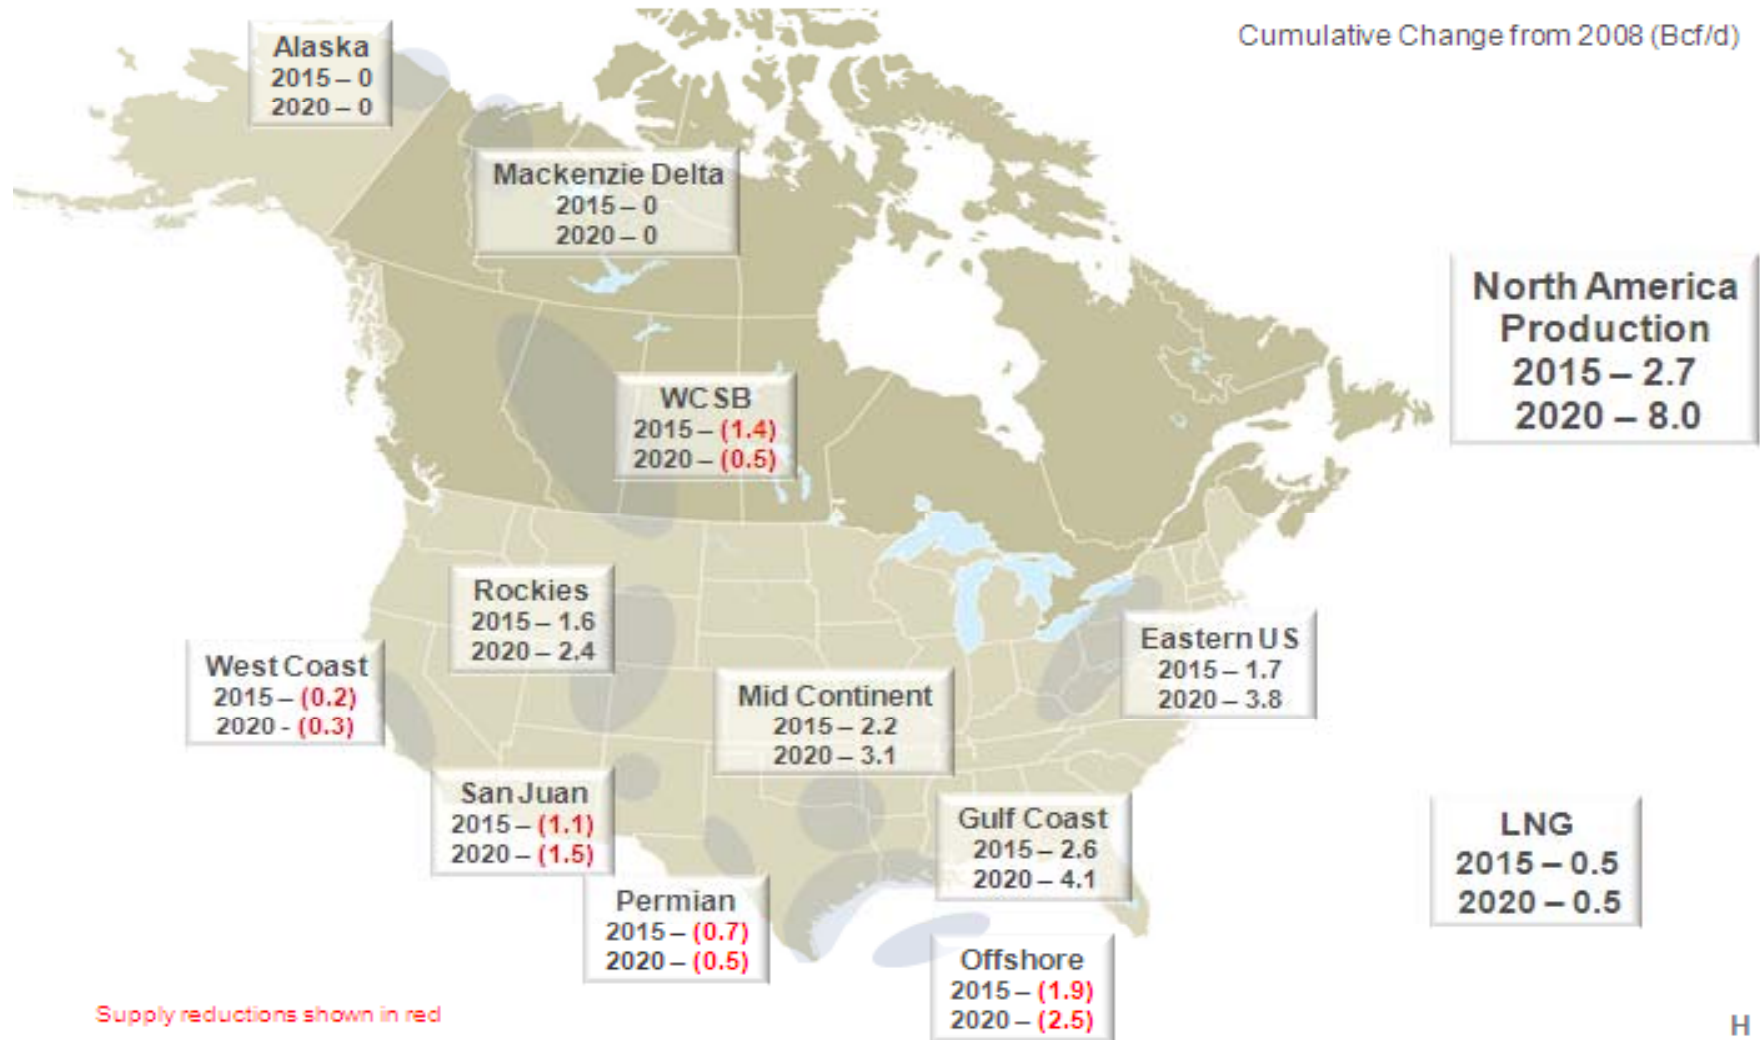 Cumulative Change from 2008 (Bcf/d)
Alaska
2015 – 0
2020 – 0
Mackenzie Delta
2015 – 0
2020 – 0
North America
Production
2015 – 2.7
2020 – 8.0
WCSB
2015 – (1.4)
2020 – (0.5)
Rockies
2015 – 1.6
2020 – 2.4
Eastern US
2015 – 1.7
2020 – 3.8
West Coast
2015 – (0.2)
2020 - (0.3)
Mid Continent
2015 – 2.2
2020 – 3.1
San Juan
2015 – (1.1)
2020 – (1.5)
Gulf Coast
2015 – 2.6
2020 – 4.1
LNG
2015 – 0.5
2020 – 0.5
Permian
2015 – (0.7)
2020 – (0.5)
Offshore
2015 – (1.9)
2020 – (2.5)
Supply reductions shown in red
H